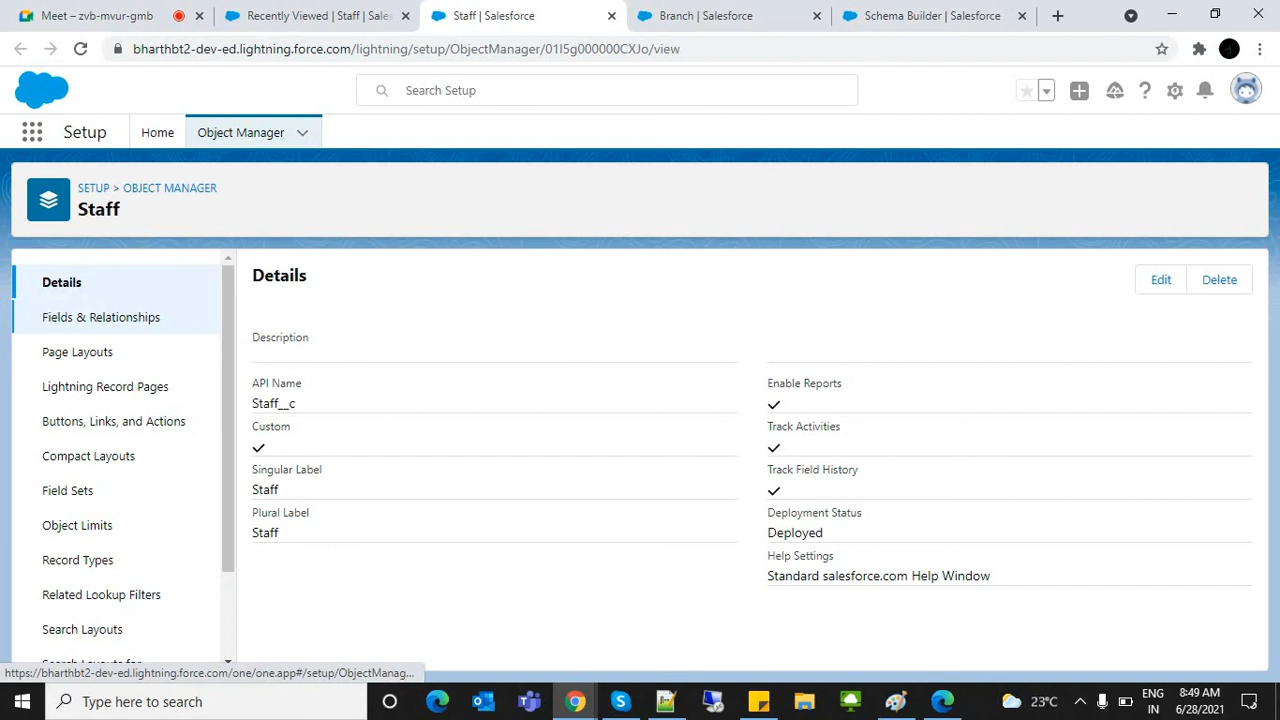 Meet – zvb-mvur-gmb
Recently Viewed | Staff | Sales
Staff | Salesforce
Branch | Salesforce
Schema Builder | Salesforce
bharthbt2-dev-ed.lightning.force.com/lightning/setup/ObjectManager/01I5g000000CXJo/view
Search Setup
Setup
Home
Object Manager
SETUP > OBJECT MANAGER
Staff
Details
Fields & Relationships
Page Layouts
Lightning Record Pages
Buttons, Links, and Actions
Compact Layouts
Field Sets
Object Limits
Record Types
Related Lookup Filters
Search Layouts
Search Layouts for
Details
Edit
Delete
Description
API Name
Staff__c
Custom
Singular Label
Staff
Plural Label
Staff
Enable Reports
Track Activities
Track Field History
Deployment Status
Deployed
Help Settings
Standard salesforce.com Help Window
https://bharthbt2-dev-ed.lightning.force.com/one/one.app#/setup/ObjectManag...
Type here to search
23°C
ENG
IN
8:49 AM
6/28/2021